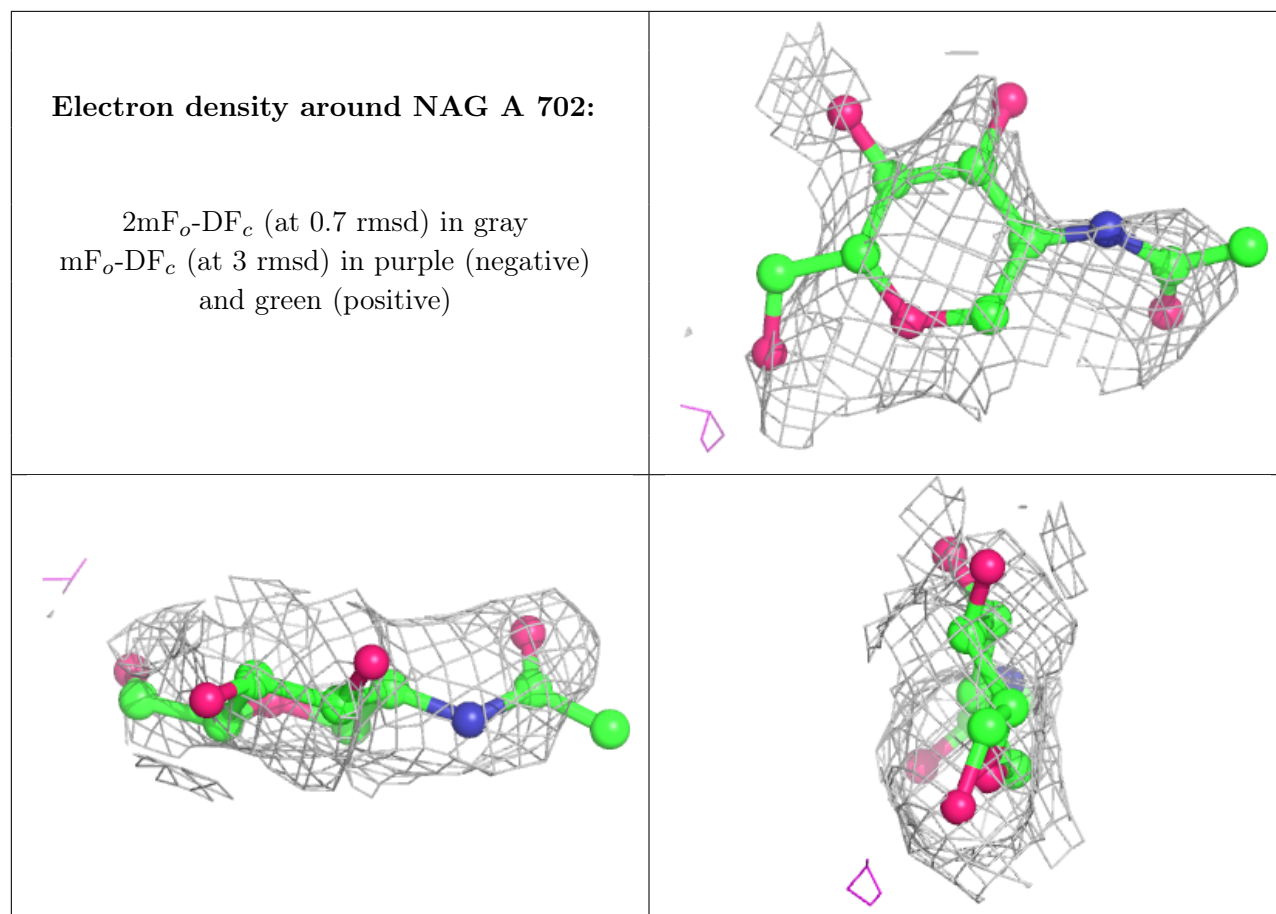 Electron density around NAG A 702:
2mFo-DFc (at 0.7 rmsd) in gray
mFo-DFc (at 3 rmsd) in purple (negative)
and green (positive)